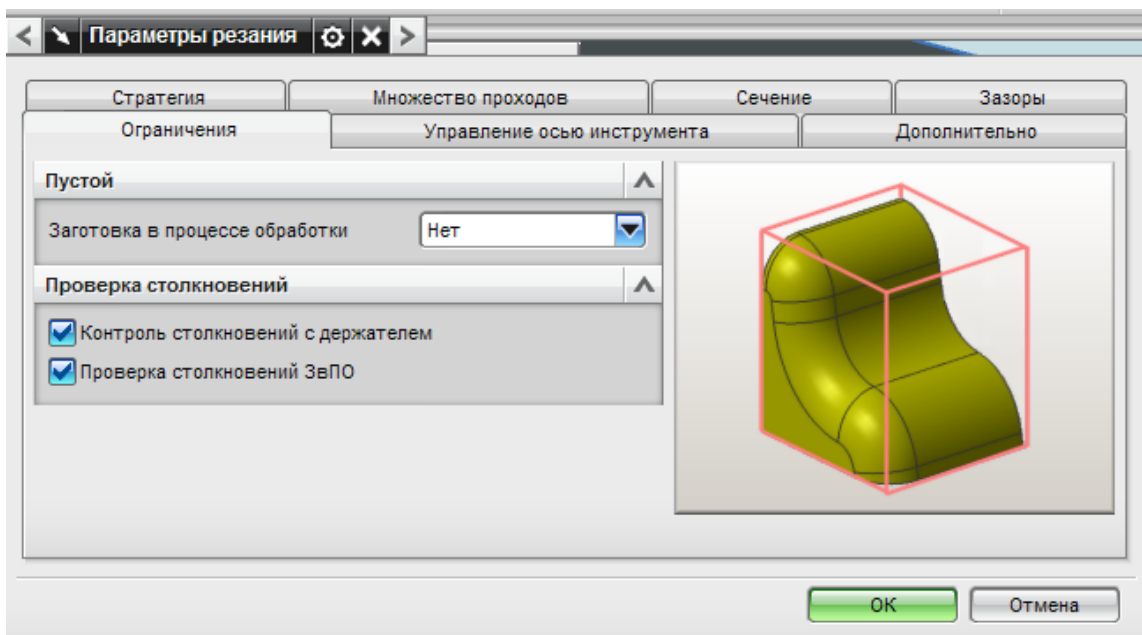 Параметры резания
Стратегия Множество проходов Сечение Зазоры
Ограничения Управление осью инструмента Дополнительно
Пустой
Заготовка в процессе обработки Нет
Проверка столкновений
Контроль столкновений с держателем
Проверка столкновений ЗвПО
ОК Отмена